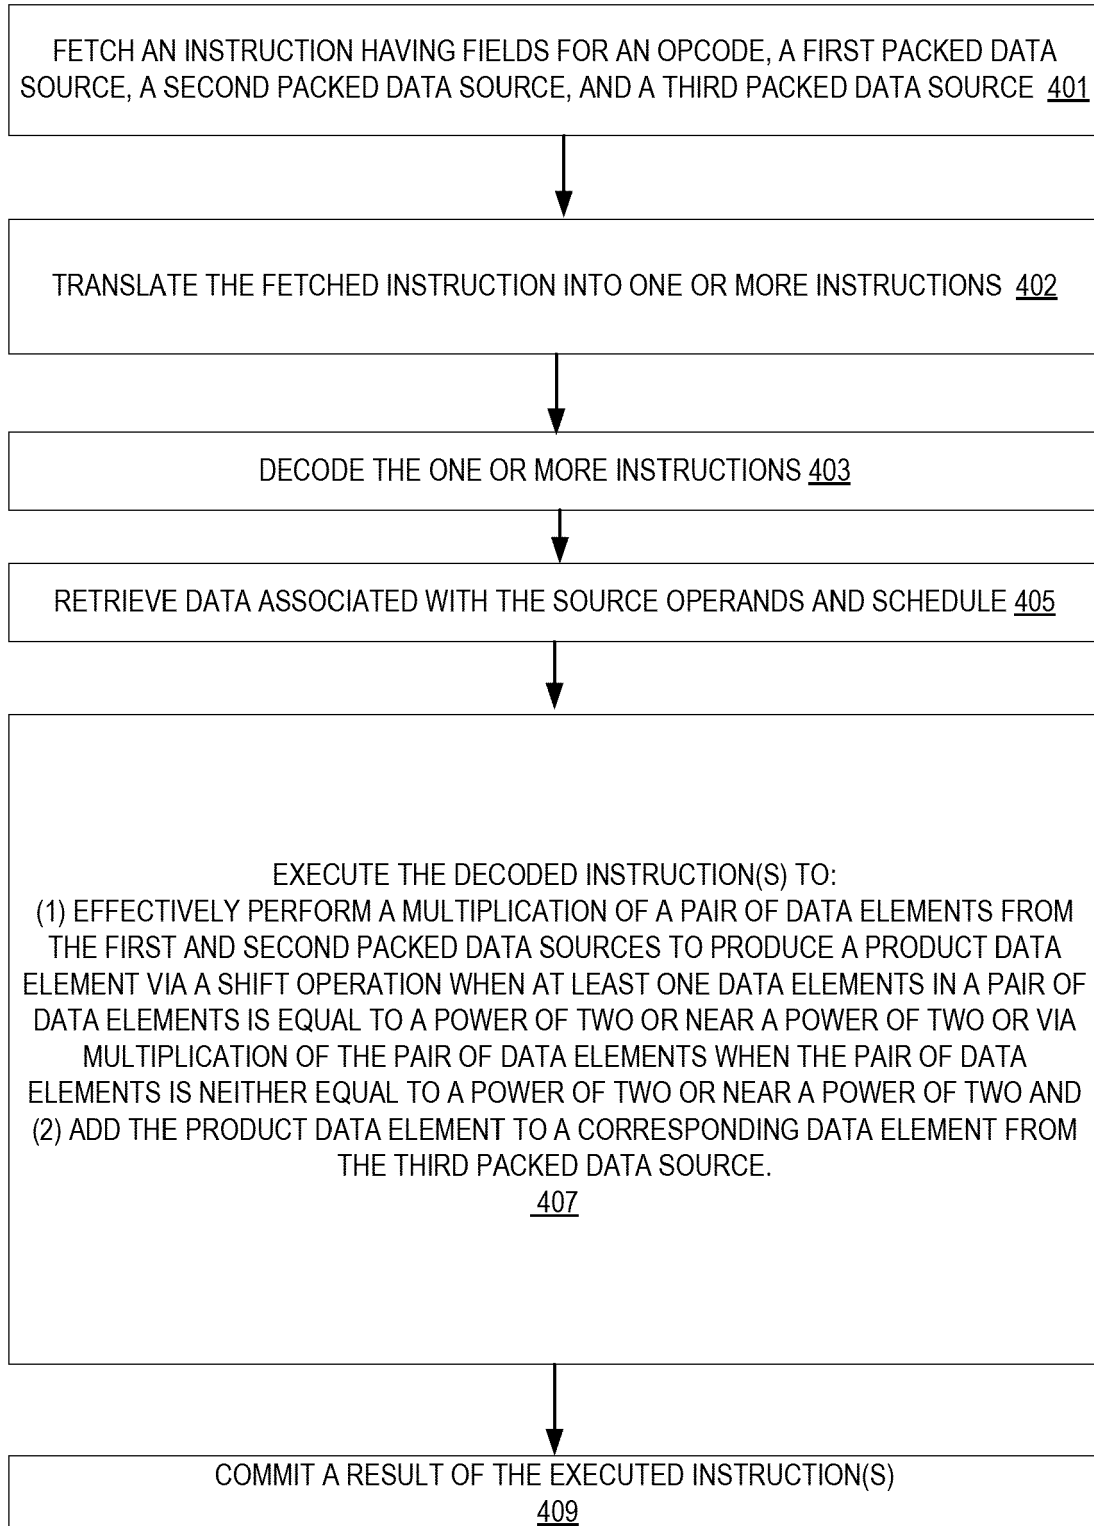 FETCH AN INSTRUCTION HAVING FIELDS FOR AN OPCODE, A FIRST PACKED DATA
SOURCE, A SECOND PACKED DATA SOURCE, AND A THIRD PACKED DATA SOURCE 401
TRANSLATE THE FETCHED INSTRUCTION INTO ONE OR MORE INSTRUCTIONS 402
DECODE THE ONE OR MORE INSTRUCTIONS 403
RETRIEVE DATA ASSOCIATED WITH THE SOURCE OPERANDS AND SCHEDULE 405
EXECUTE THE DECODED INSTRUCTION(S) TO:
(1) EFFECTIVELY PERFORM A MULTIPLICATION OF A PAIR OF DATA ELEMENTS FROM
THE FIRST AND SECOND PACKED DATA SOURCES TO PRODUCE A PRODUCT DATA
ELEMENT VIA A SHIFT OPERATION WHEN AT LEAST ONE DATA ELEMENTS IN A PAIR OF
DATA ELEMENTS IS EQUAL TO A POWER OF TWO OR NEAR A POWER OF TWO OR VIA
MULTIPLICATION OF THE PAIR OF DATA ELEMENTS WHEN THE PAIR OF DATA
ELEMENTS IS NEITHER EQUAL TO A POWER OF TWO OR NEAR A POWER OF TWO AND
(2) ADD THE PRODUCT DATA ELEMENT TO A CORRESPONDING DATA ELEMENT FROM
THE THIRD PACKED DATA SOURCE.
407
COMMIT A RESULT OF THE EXECUTED INSTRUCTION(S)
409